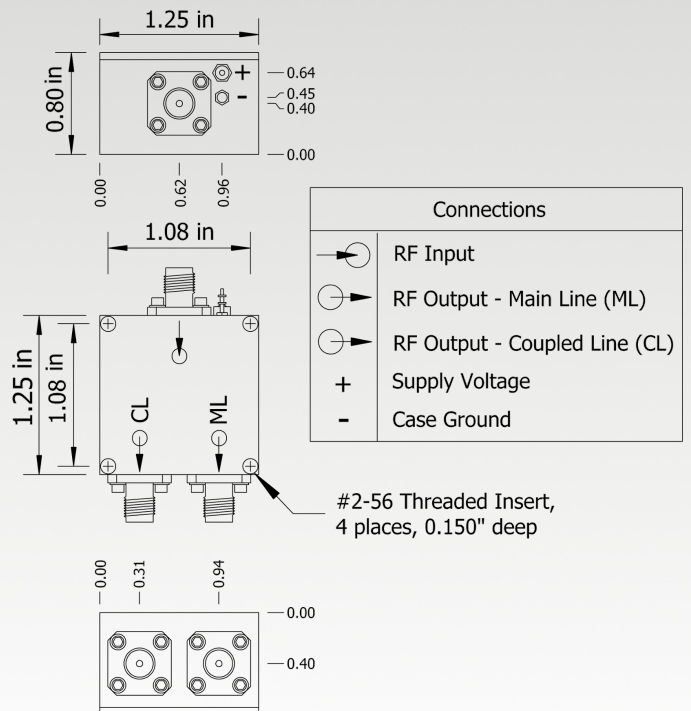 1.25 in
0.80 in
+
-
0.64
0.45
0.40
0.00
0.00
0.62
0.96
1.08 in
1.25 in
1.08 in
CL
ML
Connections
RF Input
RF Output - Main Line (ML)
RF Output - Coupled Line (CL)
+ Supply Voltage
- Case Ground
#2-56 Threaded Insert,
4 places, 0.150" deep
0.00
0.31
0.94
0.00
0.40